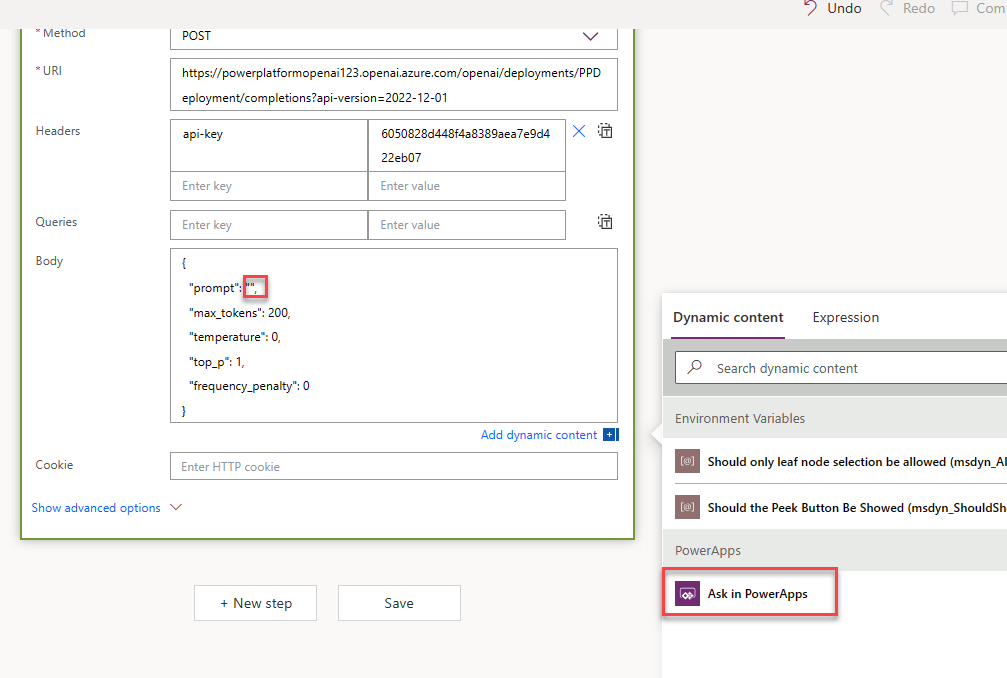 Undo Redo Com
* Method POST
* URI https://powerplatformopenai123.openai.azure.com/openai/deployments/PPD
eployment/completions?api-version=2022-12-01
Headers api-key 6050828d448f4a8389aea7e9d4
22eb07
Enter key Enter value
Queries Enter key Enter value
Body {
"prompt": "",
"max_tokens": 200,
"temperature": 0,
"top_p": 1,
"frequency_penalty": 0
}
Add dynamic content
Cookie Enter HTTP cookie
Show advanced options
+ New step Save
Dynamic content Expression
Search dynamic content
Environment Variables
Should only leaf node selection be allowed (msdyn_Al
Should the Peek Button Be Showed (msdyn_ShouldSh
PowerApps
Ask in PowerApps